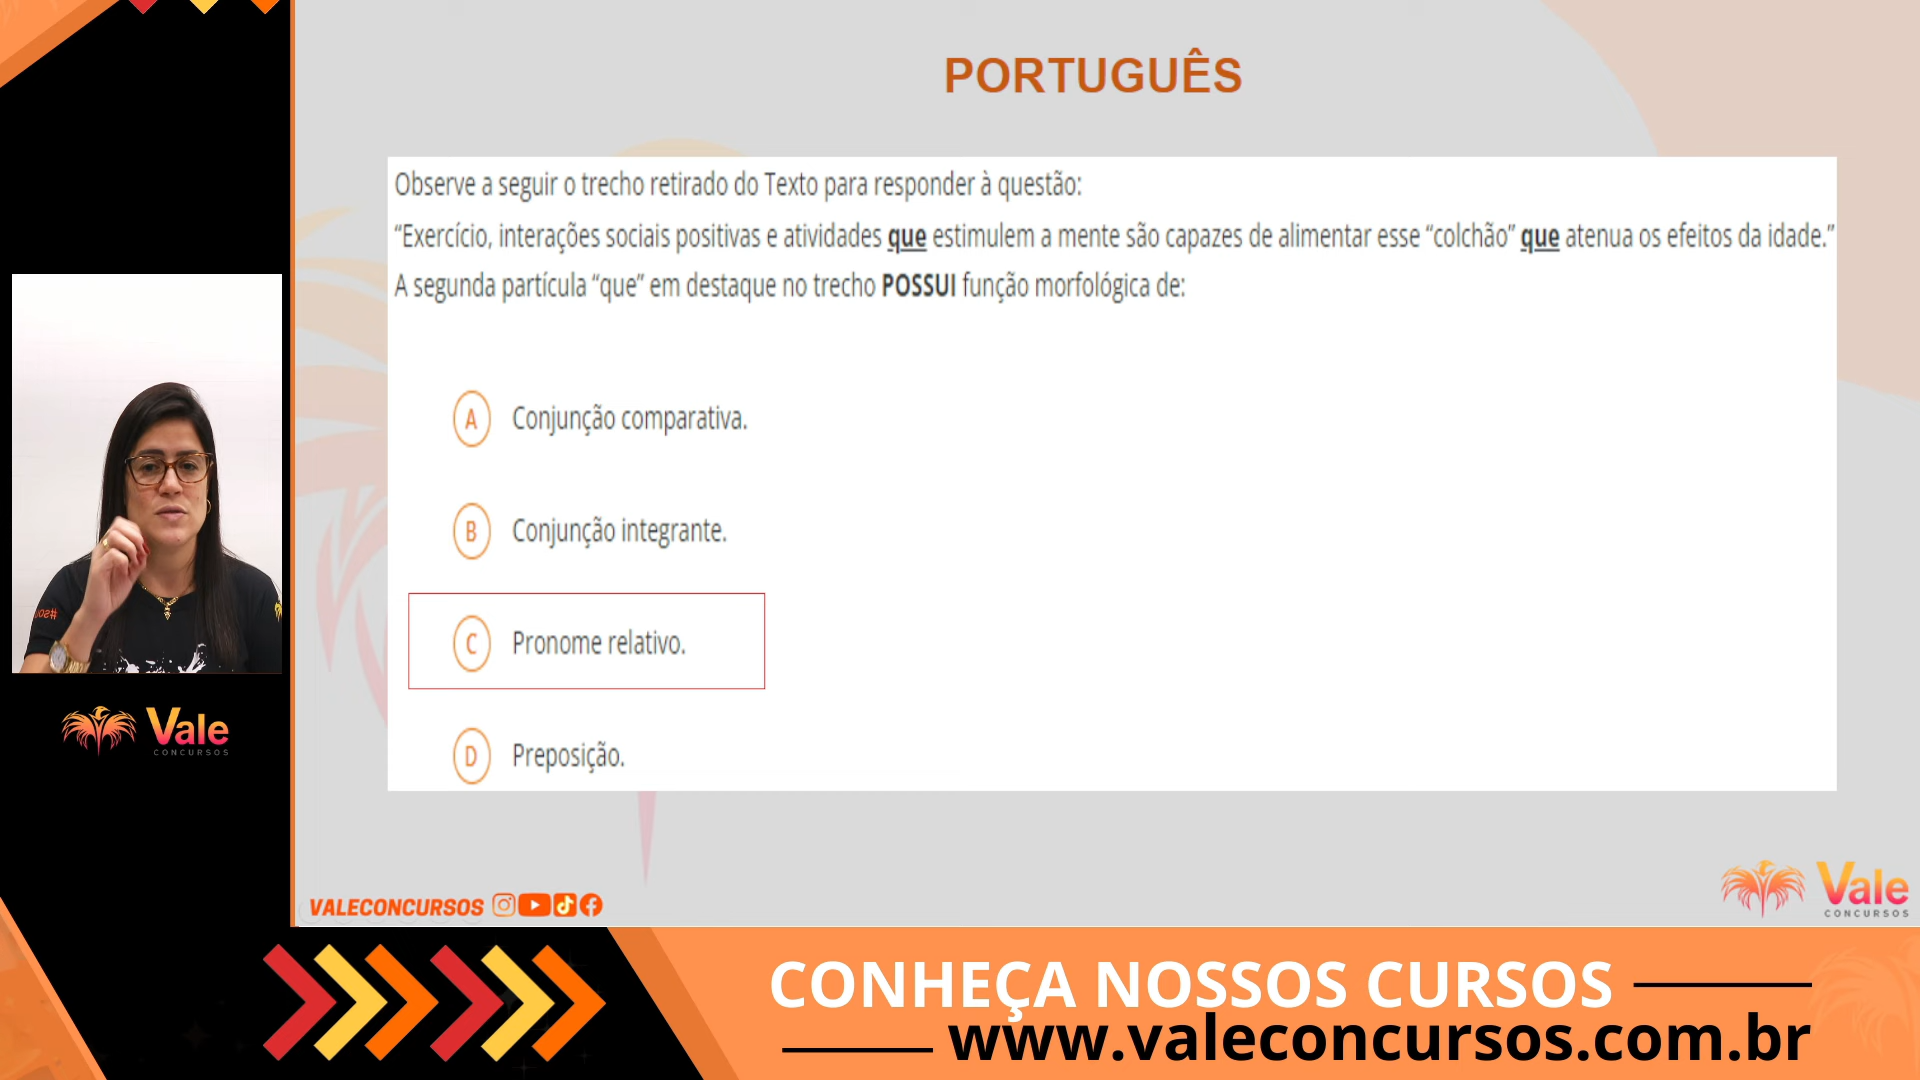 PORTUGUÊS
Observe a seguir o trecho retirado do Texto para responder à questão:
“Exercício, interações sociais positivas e atividades que estimulem a mente são capazes de alimentar esse “colchão” que atenua os efeitos da idade.”
A segunda partícula “que” em destaque no trecho POSSUI função morfológica de:
A Conjunção comparativa.
B Conjunção integrante.
C Pronome relativo.
D Preposição.
Vale
CONCURSOS
VALECONCURSOS
Vale
CONCURSOS
CONHEÇA NOSSOS CURSOS
www.valeconcursos.com.br